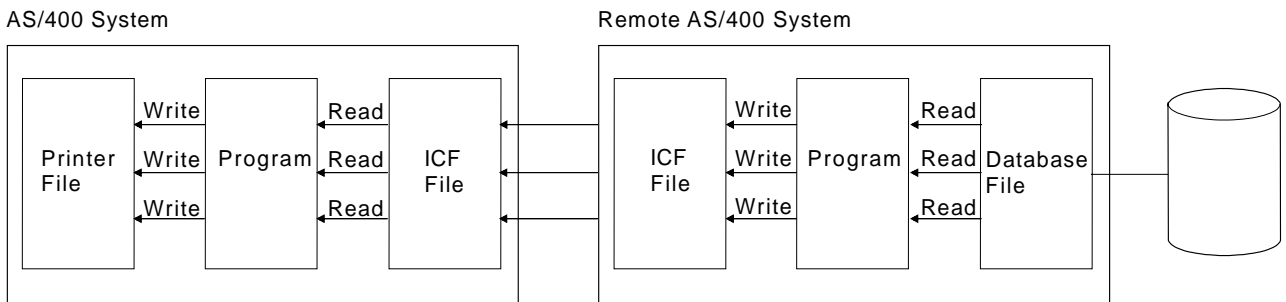 AS/400 System
Remote AS/400 System
Write
Read
Write
Read
Printer
File
Write
Program
Read
ICF
File
ICF
File
Write
Program
Read
Database
File
Write
Read
Write
Read